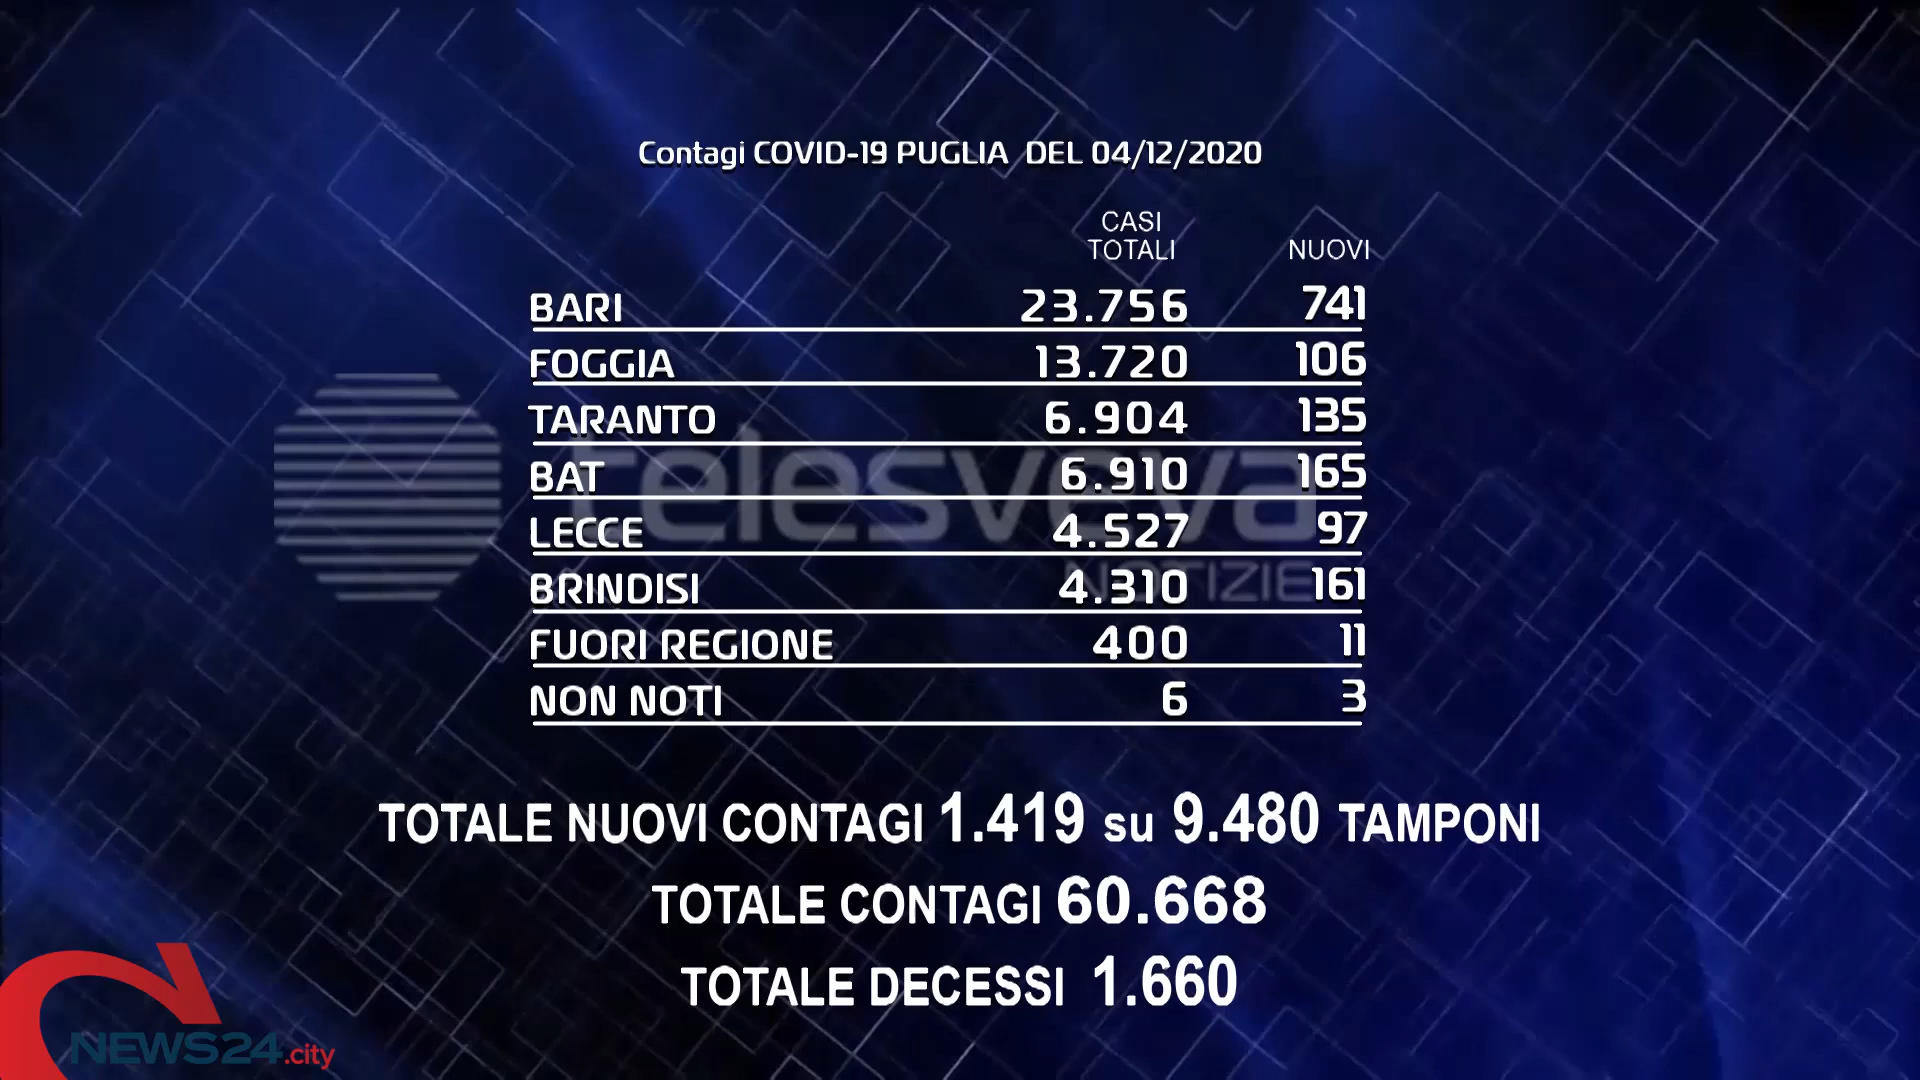 Contagi COVID-19 PUGLIA DEL 04/12/2020
CASI
TOTALI NUOVI
BARI 23.756 741
FOGGIA 13.720 106
TARANTO 6.904 135
BAT 6.910 165
LECCE 4.527 97
BRINDISI 4.310 161
FUORI REGIONE 400 11
NON NOTI 6 3
telesveva
NOTIZIE
TOTALE NUOVI CONTAGI 1.419 su 9.480 TAMPONI
TOTALE CONTAGI 60.668
TOTALE DECESSI 1.660
NEWS24.city